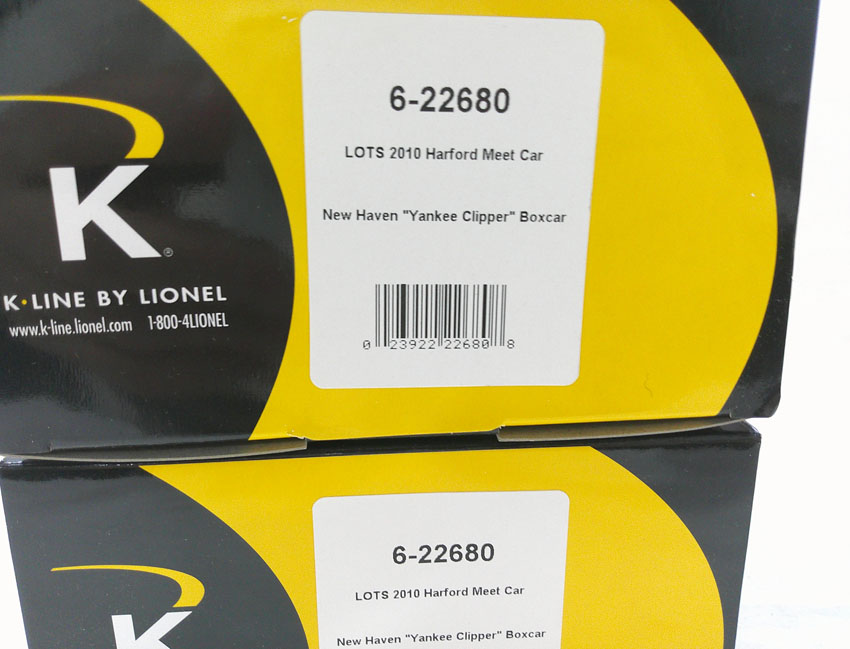 6-22680
LOTS 2010 Harford Meet Car
New Haven "Yankee Clipper" Boxcar
0 23922 22680 8
K®
K·LINE BY LIONEL
www.k-line.lionel.com 1-800-4LIONEL
6-22680
LOTS 2010 Harford Meet Car
New Haven "Yankee Clipper" Boxcar
K